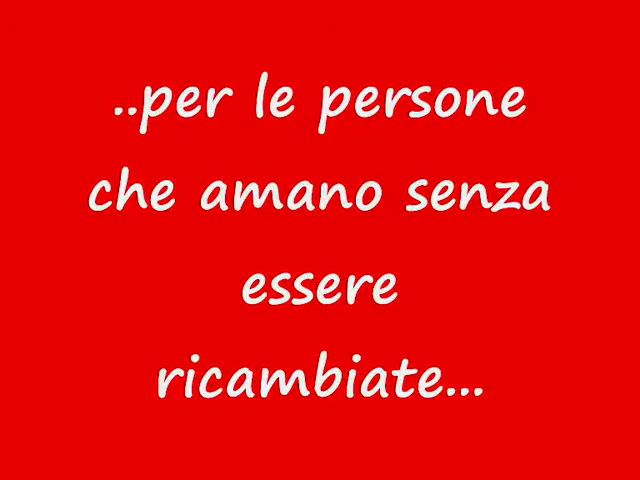 ..per le persone
che amano senza
essere
ricambiate...